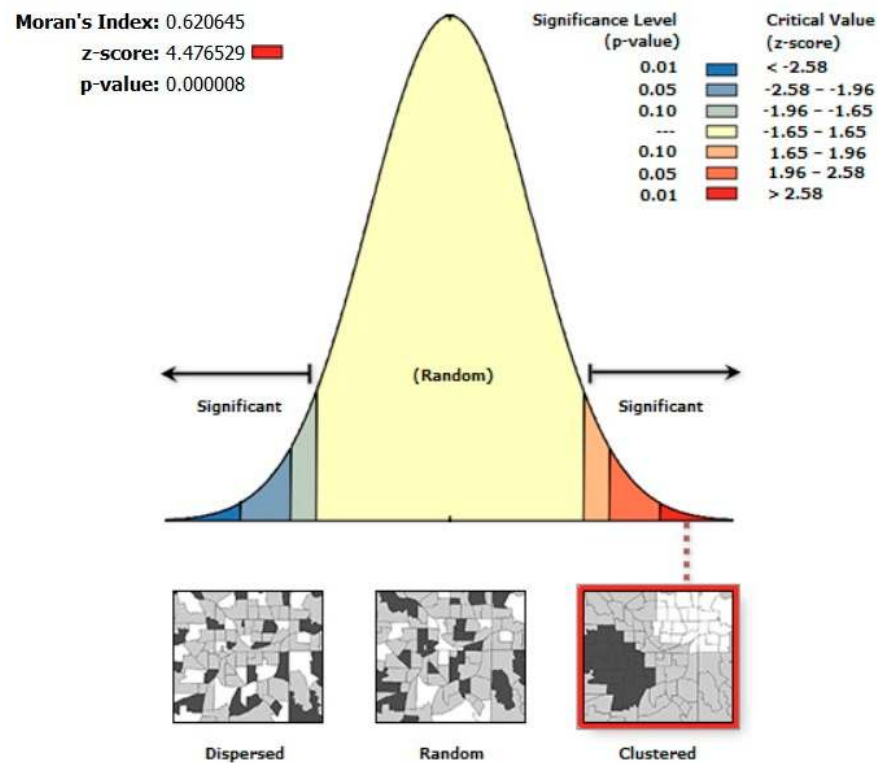 Moran's Index: 0.620645
z-score: 4.476529
p-value: 0.000008
Significance Level
(p-value)
Critical Value
(z-score)
0.01 < -2.58
0.05 -2.58 – -1.96
0.10 -1.96 – -1.65
--- -1.65 – 1.65
0.10 1.65 – 1.96
0.05 1.96 – 2.58
0.01 > 2.58
(Random)
Significant
Significant
Dispersed
Random
Clustered